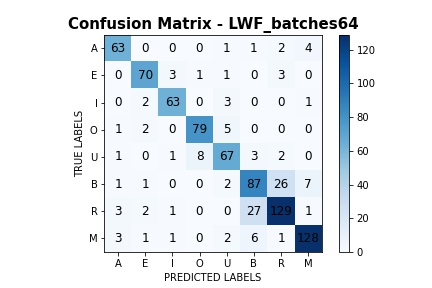 Confusion Matrix - LWF_batches64
A 63 0 0 0 1 1 2 4
E 0 70 3 1 1 0 3 0
I 0 2 63 0 3 0 0 1
O 1 2 0 79 5 0 0 0
U 1 0 1 8 67 3 2 0
B 1 1 0 0 2 87 26 7
R 3 2 1 0 0 27 129 1
M 3 1 1 0 2 6 1 128
A E I O U B R M
TRUE LABELS
PREDICTED LABELS
120
100
80
60
40
20
0